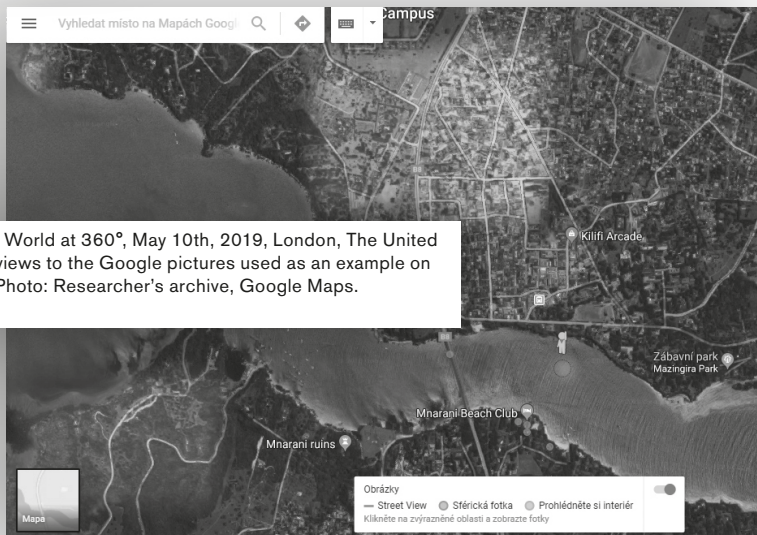 Vyhledat místo na Mapách Googl
Campus
World at 360°, May 10th, 2019, London, The United
views to the Google pictures used as an example on
Photo: Researcher's archive, Google Maps.
Kilifi Arcade
Zábavní park
Mazingira Park
Mnarani Beach Club
Mnarani ruins
Mapa
Obrázky
Street View
Sférická fotka
Prohlédněte si interiér
Klikněte na zvýrazněné oblasti a zobrazte fotky